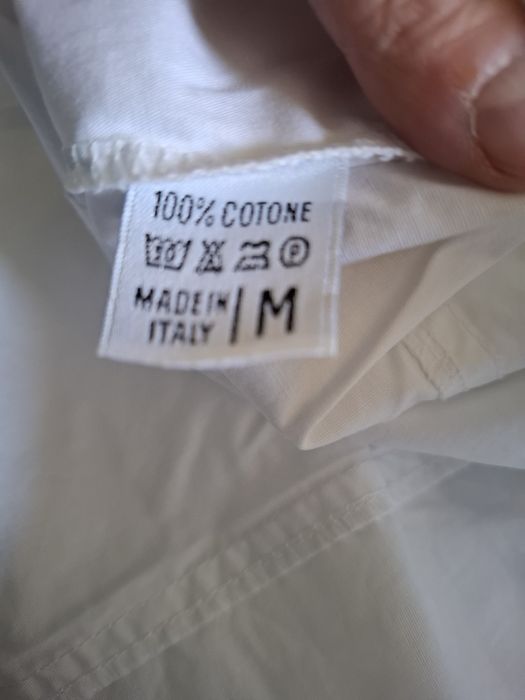 100% COTONE
P
MADE IN
ITALY | M